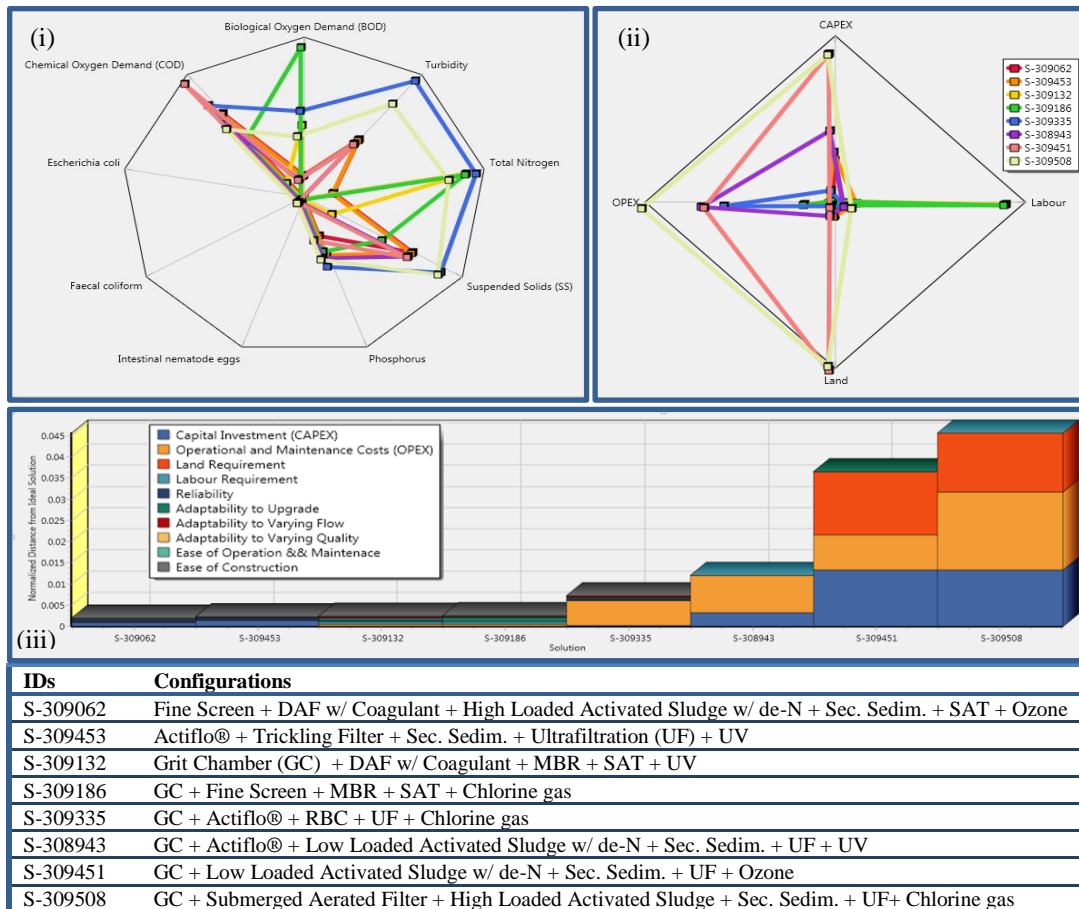 (i)
Biological Oxygen Demand (BOD)
Chemical Oxygen Demand (COD)
Turbidity
Escherichia coli
Total Nitrogen
Faecal coliform
Suspended Solids (SS)
Intestinal nematode eggs
Phosphorus
(ii)
CAPEX
S-309062
S-309453
S-309132
S-309186
S-309335
S-308943
S-309451
S-309508
OPEX
Labour
Land
(iii)
Normalized Distance from Ideal Solution
0.045
0.04
0.035
0.03
0.025
0.02
0.015
0.01
0.005
0
Capital Investment (CAPEX)
Operational and Maintenance Costs (OPEX)
Land Requirement
Labour Requirement
Reliability
Adaptability to Upgrade
Adaptability to Varying Flow
Adaptability to Varying Quality
Ease of Operation && Maintenace
Ease of Construction
S-309062 S-309453 S-309132 S-309186 S-309335 S-308943 S-309451 S-309508
Solution
IDs Configurations
S-309062 Fine Screen + DAF w/ Coagulant + High Loaded Activated Sludge w/ de-N + Sec. Sedim. + SAT + Ozone
S-309453 Actiflo® + Trickling Filter + Sec. Sedim. + Ultrafiltration (UF) + UV
S-309132 Grit Chamber (GC) + DAF w/ Coagulant + MBR + SAT + UV
S-309186 GC + Fine Screen + MBR + SAT + Chlorine gas
S-309335 GC + Actiflo® + RBC + UF + Chlorine gas
S-308943 GC + Actiflo® + Low Loaded Activated Sludge w/ de-N + Sec. Sedim. + UF + UV
S-309451 GC + Low Loaded Activated Sludge w/ de-N + Sec. Sedim. + UF + Ozone
S-309508 GC + Submerged Aerated Filter + High Loaded Activated Sludge + Sec. Sedim. + UF+ Chlorine gas